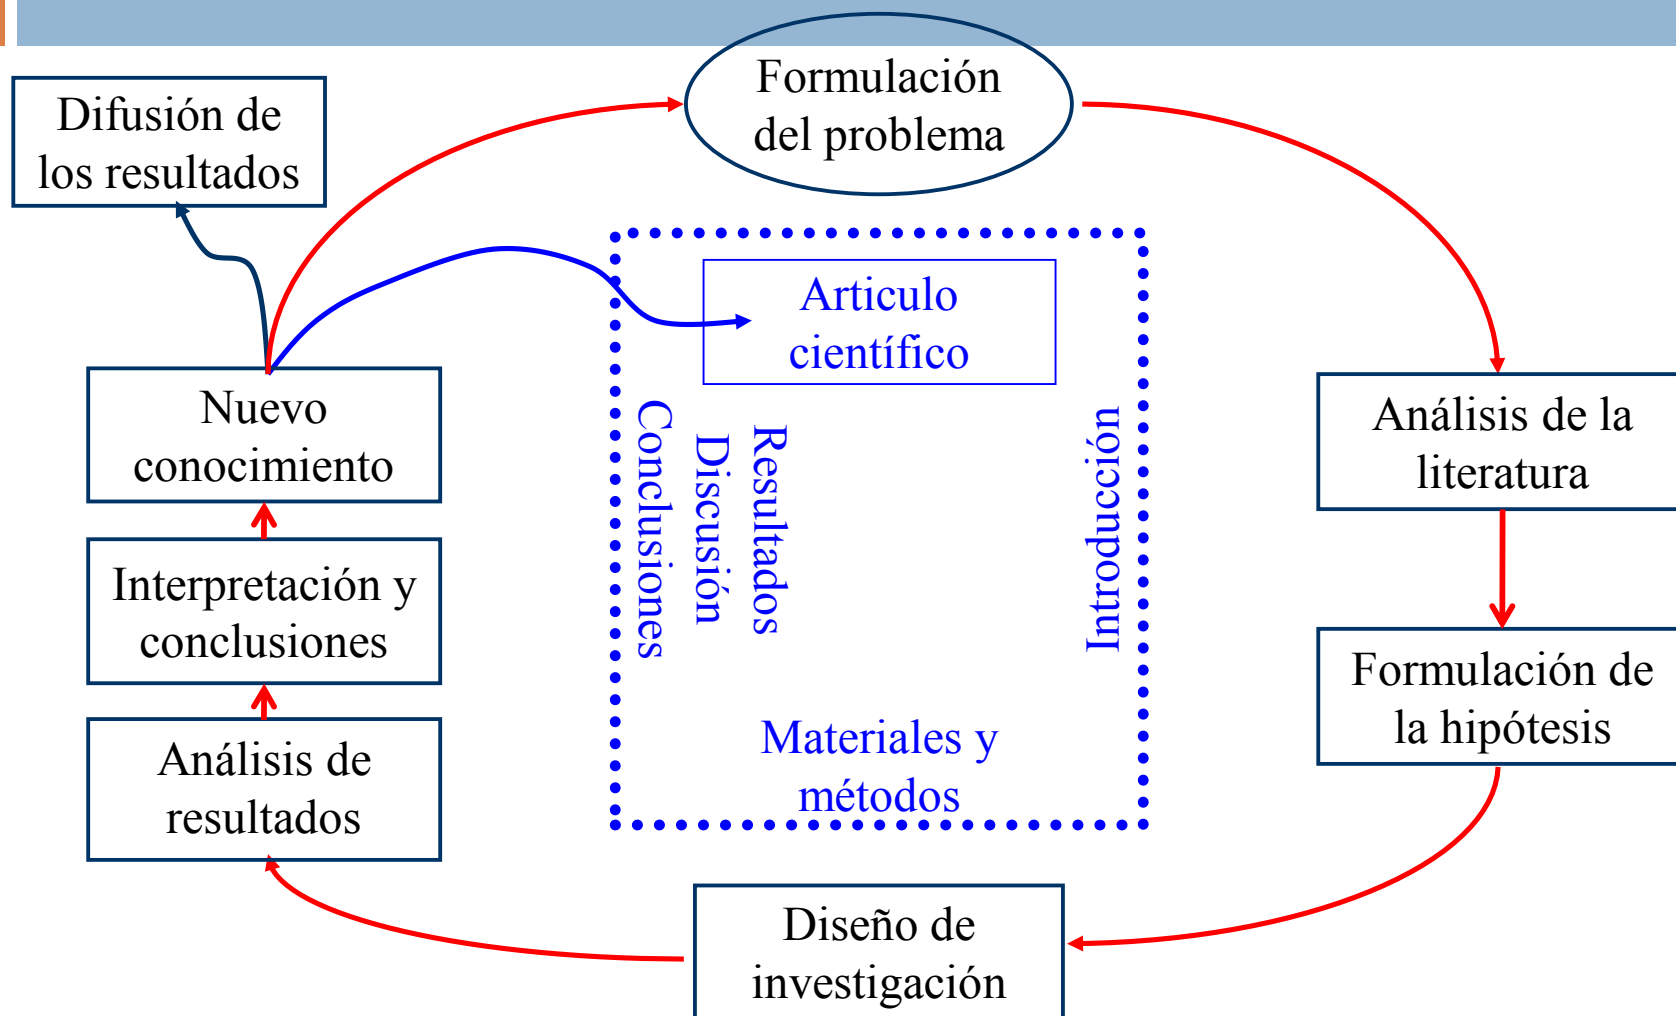 Formulación
del problema
Difusión de
los resultados
Articulo
científico
Nuevo
conocimiento
Conclusiones
Discusión
Resultados
Introducción
Análisis de la
literatura
Interpretación y
conclusiones
Formulación de
la hipótesis
Análisis de
resultados
Materiales y
métodos
Diseño de
investigación